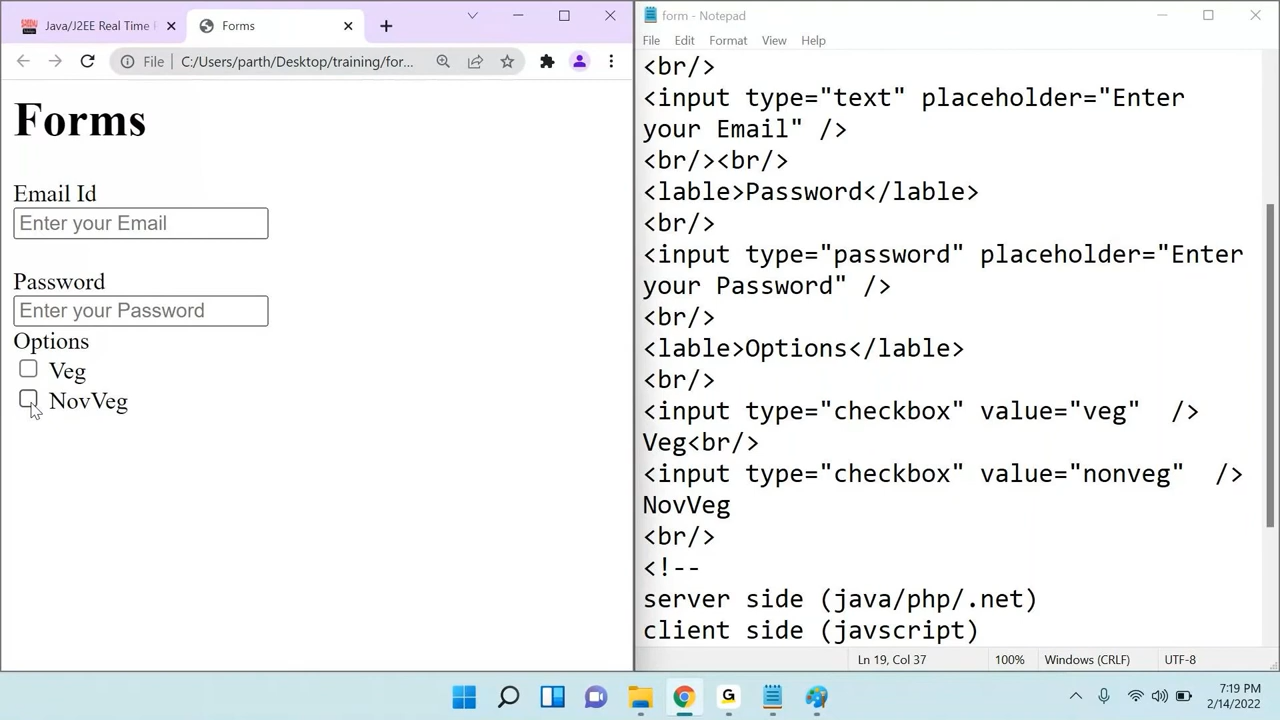 Java/J2EE Real Time
Forms
File C:/Users/parth/Desktop/training/for...
Forms
Email Id
Enter your Email
Password
Enter your Password
Options
Veg
NovVeg
form - Notepad
File Edit Format View Help
<br/>
<input type="text" placeholder="Enter
your Email" />
<br/><br/>
<lable>Password</lable>
<br/>
<input type="password" placeholder="Enter
your Password" />
<br/>
<lable>Options</lable>
<br/>
<input type="checkbox" value="veg"  />
Veg<br/>
<input type="checkbox" value="nonveg"  />
NovVeg
<br/>
<!--
server side (java/php/.net)
client side (javscript)
Ln 19, Col 37 100% Windows (CRLF) UTF-8
G
7:19 PM
2/14/2022